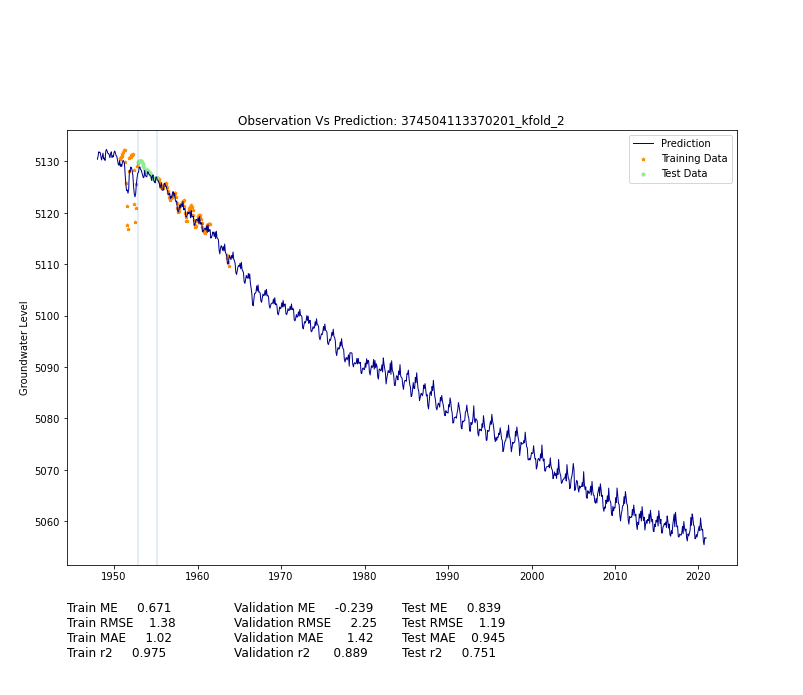 Observation Vs Prediction: 374504113370201_kfold_2
Prediction
Training Data
Test Data
Groundwater Level
5130
5120
5110
5100
5090
5080
5070
5060
1950 1960 1970 1980 1990 2000 2010 2020
Train ME 0.671 Validation ME -0.239 Test ME 0.839
Train RMSE 1.38 Validation RMSE 2.25 Test RMSE 1.19
Train MAE 1.02 Validation MAE 1.42 Test MAE 0.945
Train r2 0.975 Validation r2 0.889 Test r2 0.751